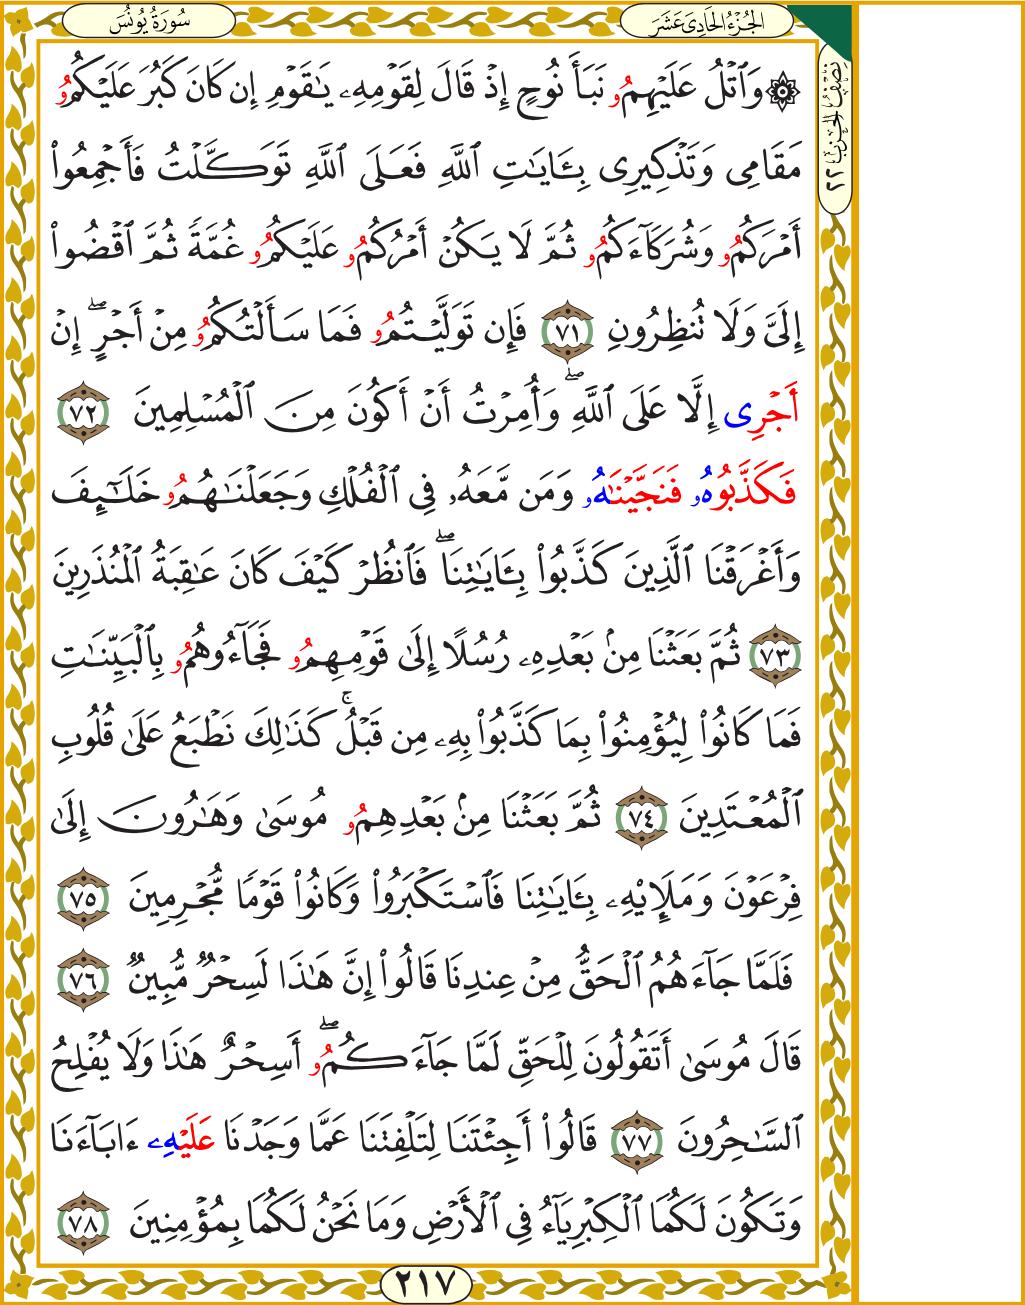 سُورَةُ يُونُسَ
الجُزْءُ الحَادِىَ عَشَرَ
نِصْفُ الحِزْبِ ٢٢
۞وَٱتۡلُ عَلَيۡهِمُۥ نَبَأَ نُوحٍ إِذۡ قَالَ لِقَوۡمِهِۦ يَٰقَوۡمِ إِن كَانَ كَبُرَ عَلَيۡكُمُۥ
مَقَامِى وَتَذۡكِيرِى بِـَٔايَٰتِ ٱللَّهِ فَعَلَى ٱللَّهِ تَوَكَّلۡتُ فَأَجۡمِعُواْ
أَمۡرَكُمُۥ وَشُرَكَآءَكُمُۥ ثُمَّ لَا يَكُنۡ أَمۡرُكُمُۥ عَلَيۡكُمُۥ غُمَّةٗ ثُمَّ ٱقۡضُواْ
إِلَىَّ وَلَا تُنظِرُونِ ٧١ فَإِن تَوَلَّيۡتُمُۥ فَمَا سَأَلۡتُكُمُۥ مِنۡ أَجۡرٍۖ إِنۡ
أَجۡرِى إِلَّا عَلَى ٱللَّهِۖ وَأُمِرۡتُ أَنۡ أَكُونَ مِنَ ٱلۡمُسۡلِمِينَ ٧٢
فَكَذَّبُوهُۥ فَنَجَّيۡنَٰهُۥ وَمَن مَّعَهُۥ فِى ٱلۡفُلۡكِ وَجَعَلۡنَٰهُمُۥ خَلَٰٓئِفَ
وَأَغۡرَقۡنَا ٱلَّذِينَ كَذَّبُواْ بِـَٔايَٰتِنَاۖ فَٱنظُرۡ كَيۡفَ كَانَ عَٰقِبَةُ ٱلۡمُنذَرِينَ
٧٣ ثُمَّ بَعَثۡنَا مِنۢ بَعۡدِهِۦ رُسُلًا إِلَىٰ قَوۡمِهِمُۥ فَجَآءُوهُمُۥ بِٱلۡبَيِّنَٰتِ
فَمَا كَانُواْ لِيُؤۡمِنُواْ بِمَا كَذَّبُواْ بِهِۦ مِن قَبۡلُۚ كَذَٰلِكَ نَطۡبَعُ عَلَىٰ قُلُوبِ
ٱلۡمُعۡتَدِينَ ٧٤ ثُمَّ بَعَثۡنَا مِنۢ بَعۡدِهِمُۥ مُوسَىٰ وَهَٰرُونَ إِلَىٰ
فِرۡعَوۡنَ وَمَلَإِيْهِۦ بِـَٔايَٰتِنَا فَٱسۡتَكۡبَرُواْ وَكَانُواْ قَوۡمٗا مُّجۡرِمِينَ ٧٥
فَلَمَّا جَآءَهُمُ ٱلۡحَقُّ مِنۡ عِندِنَا قَالُوٓاْ إِنَّ هَٰذَا لَسِحۡرٌ مُّبِينٌ ٧٦
قَالَ مُوسَىٰ أَتَقُولُونَ لِلۡحَقِّ لَمَّا جَآءَكُمُۥۖ أَسِحۡرٌ هَٰذَا وَلَا يُفۡلِحُ
ٱلسَّٰحِرُونَ ٧٧ قَالُواْ أَجِئۡتَنَا لِتَلۡفِتَنَا عَمَّا وَجَدۡنَا عَلَيۡهِۦ ءَابَآءَنَا
وَتَكُونَ لَكُمَا ٱلۡكِبۡرِيَآءُ فِى ٱلۡأَرۡضِ وَمَا نَحۡنُ لَكُمَا بِمُؤۡمِنِينَ ٧٨
٢١٧